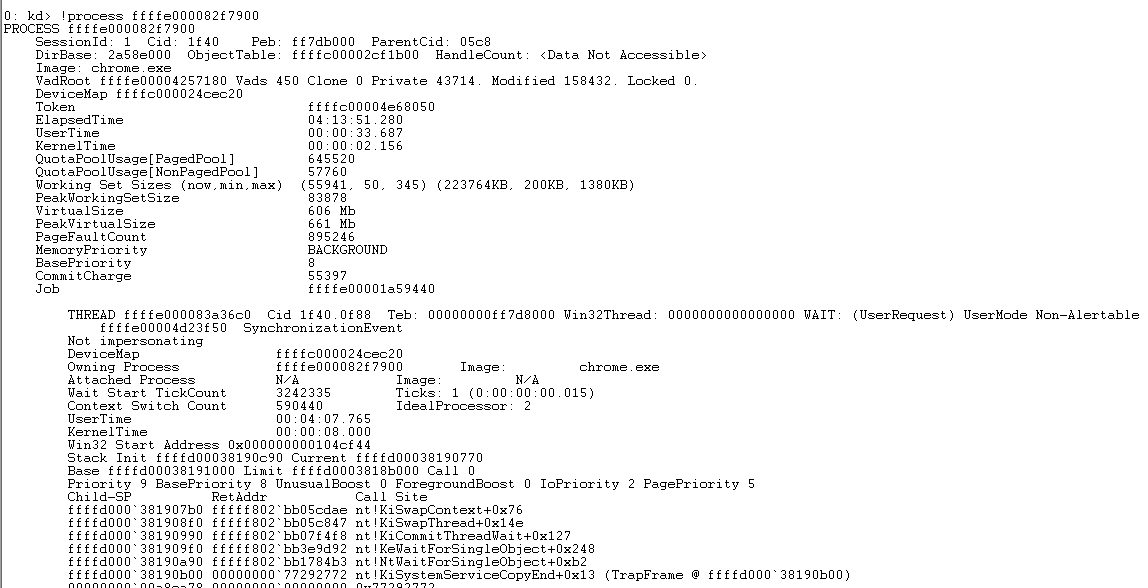 0: kd> !process ffffe000082f7900
PROCESS ffffe000082f7900
SessionId: 1 Cid: 1f40 Peb: ff7db000 ParentCid: 05c8
DirBase: 2a58e000 ObjectTable: ffffc00002cf1b00 HandleCount: <Data Not Accessible>
Image: chrome.exe
VadRoot ffffe00004257180 Vads 450 Clone 0 Private 43714. Modified 158432. Locked 0.
DeviceMap ffffc000024cec20
Token ffffc00004e68050
ElapsedTime 04:13:51.280
UserTime 00:00:33.687
KernelTime 00:00:02.156
QuotaPoolUsage[PagedPool] 645520
QuotaPoolUsage[NonPagedPool] 57760
Working Set Sizes (now,min,max) (55941, 50, 345) (223764KB, 200KB, 1380KB)
PeakWorkingSetSize 83878
VirtualSize 606 Mb
PeakVirtualSize 661 Mb
PageFaultCount 895246
MemoryPriority BACKGROUND
BasePriority 8
CommitCharge 55397
Job ffffe00001a59440
THREAD ffffe000083a36c0 Cid 1f40.0f88 Teb: 00000000ff7d8000 Win32Thread: 0000000000000000 WAIT: (UserRequest) UserMode Non-Alertable
ffffe00004d23f50 SynchronizationEvent
Not impersonating
DeviceMap ffffc000024cec20
Owning Process ffffe000082f7900 Image: chrome.exe
Attached Process N/A Image: N/A
Wait Start TickCount 3242335 Ticks: 1 (0:00:00:00.015)
Context Switch Count 590440 IdealProcessor: 2
UserTime 00:04:07.765
KernelTime 00:00:08.000
Win32 Start Address 0x000000000104cf44
Stack Init ffffd00038190c90 Current ffffd00038190770
Base ffffd00038191000 Limit ffffd0003818b000 Call 0
Priority 9 BasePriority 8 UnusualBoost 0 ForegroundBoost 0 IoPriority 2 PagePriority 5
Child-SP RetAddr Call Site
ffffd000`381907b0 fffff802`bb05cdae nt!KiSwapContext+0x76
ffffd000`381908f0 fffff802`bb05c847 nt!KiSwapThread+0x14e
ffffd000`38190990 fffff802`bb07f4f8 nt!KiCommitThreadWait+0x127
ffffd000`381909f0 fffff802`bb3e9d92 nt!KeWaitForSingleObject+0x248
ffffd000`38190a90 fffff802`bb1784b3 nt!NtWaitForSingleObject+0xb2
ffffd000`38190b00 00000000`77292772 nt!KiSystemServiceCopyEnd+0x13 (TrapFrame @ ffffd000`38190b00)